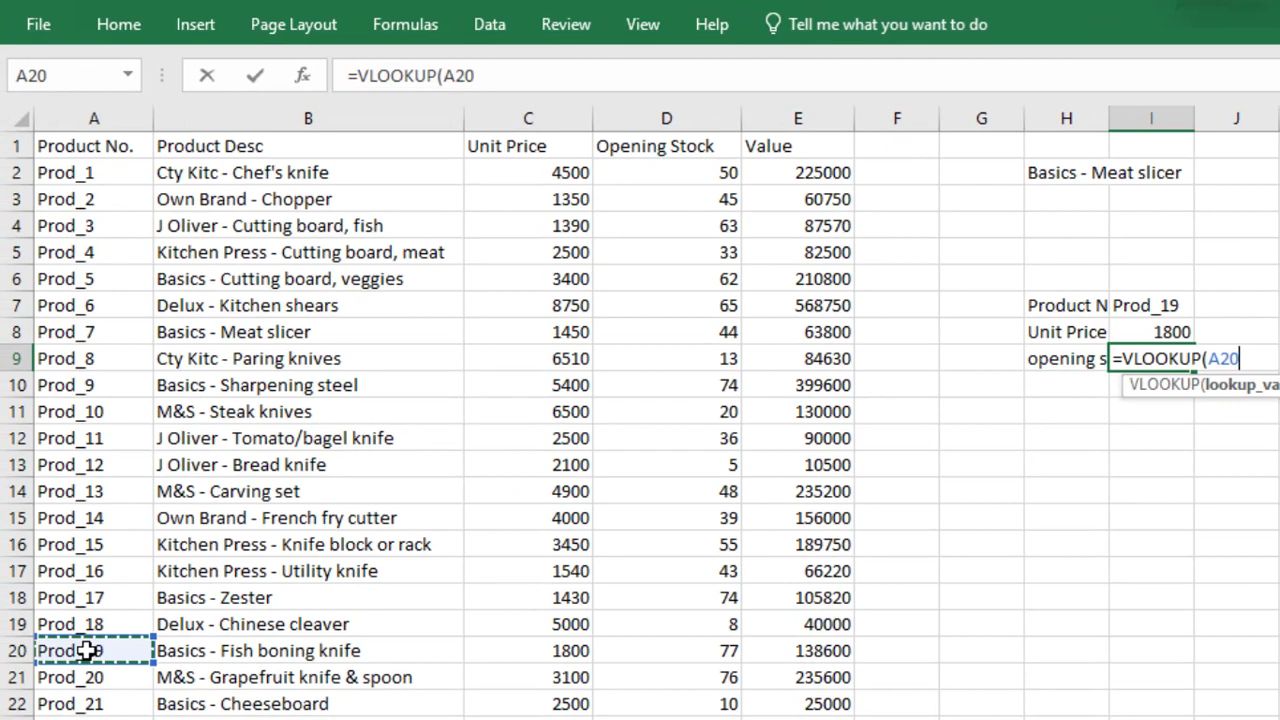 File Home Insert Page Layout Formulas Data Review View Help Tell me what you want to do
A20 fx =VLOOKUP(A20
A B C D E F G H I J
1 Product No. Product Desc Unit Price Opening Stock Value
2 Prod_1 Cty Kitc - Chef's knife 4500 50 225000 Basics - Meat slicer
3 Prod_2 Own Brand - Chopper 1350 45 60750
4 Prod_3 J Oliver - Cutting board, fish 1390 63 87570
5 Prod_4 Kitchen Press - Cutting board, meat 2500 33 82500
6 Prod_5 Basics - Cutting board, veggies 3400 62 210800
7 Prod_6 Delux - Kitchen shears 8750 65 568750 Product N Prod_19
8 Prod_7 Basics - Meat slicer 1450 44 63800 Unit Price 1800
9 Prod_8 Cty Kitc - Paring knives 6510 13 84630 opening s =VLOOKUP(A20
10 Prod_9 Basics - Sharpening steel 5400 74 399600 VLOOKUP(lookup_va
11 Prod_10 M&S - Steak knives 6500 20 130000
12 Prod_11 J Oliver - Tomato/bagel knife 2500 36 90000
13 Prod_12 J Oliver - Bread knife 2100 5 10500
14 Prod_13 M&S - Carving set 4900 48 235200
15 Prod_14 Own Brand - French fry cutter 4000 39 156000
16 Prod_15 Kitchen Press - Knife block or rack 3450 55 189750
17 Prod_16 Kitchen Press - Utility knife 1540 43 66220
18 Prod_17 Basics - Zester 1430 74 105820
19 Prod_18 Delux - Chinese cleaver 5000 8 40000
20 Basics - Fish boning knife 1800 77 138600
21 Prod_20 M&S - Grapefruit knife & spoon 3100 76 235600
22 Prod_21 Basics - Cheeseboard 2500 10 25000